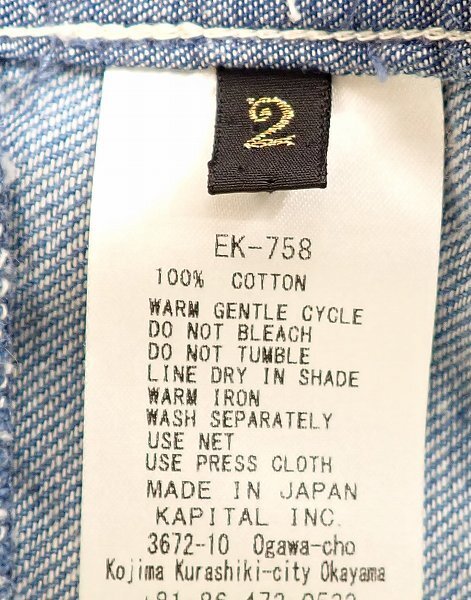 2
EK-758
100% COTTON
WARM GENTLE CYCLE
DO NOT BLEACH
DO NOT TUMBLE
LINE DRY IN SHADE
WARM IRON
WASH SEPARATELY
USE NET
USE PRESS CLOTH
MADE IN JAPAN
KAPITAL INC.
3672-10 Ogawa-cho
Kojima Kurashiki-city Okayama